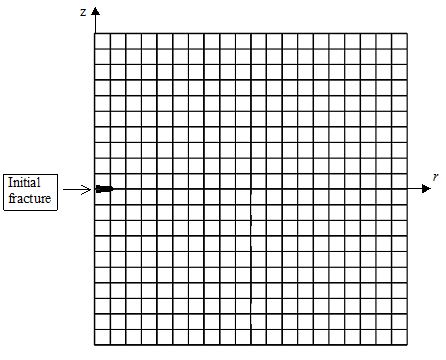 z
Initial
fracture
r